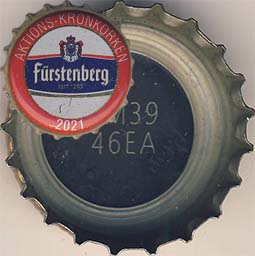 AKTIONS-KRONKORKEN
Fürstenberg
SEIT 1283
2021
M39
46EA